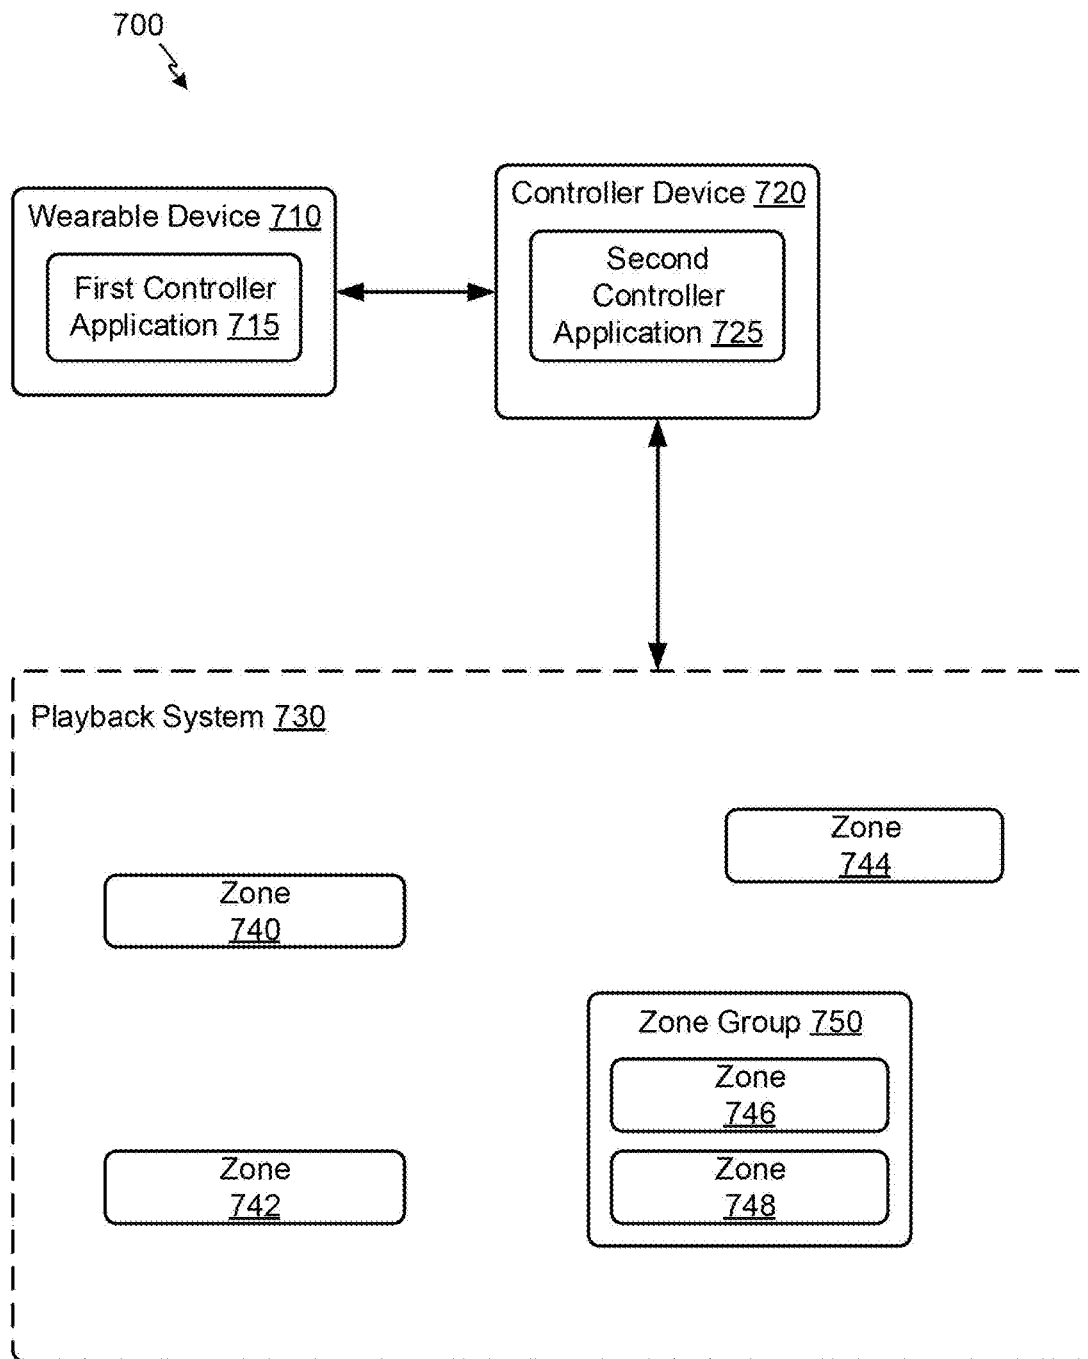 700
Wearable Device 710
First Controller
Application 715
Controller Device 720
Second
Controller
Application 725
Playback System 730
Zone
744
Zone
740
Zone Group 750
Zone
746
Zone
748
Zone
742